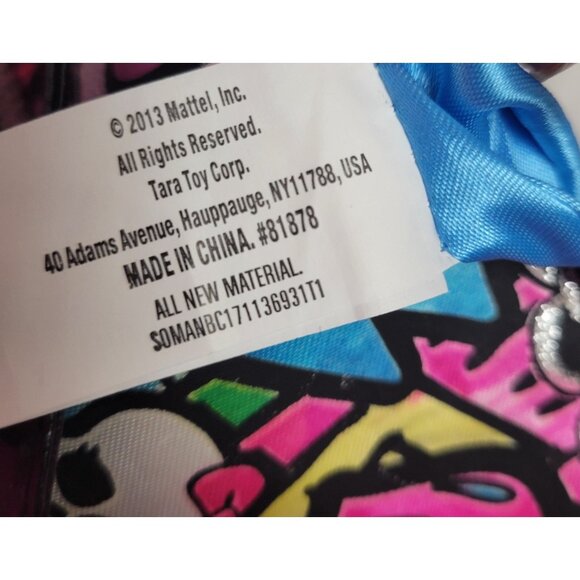 © 2013 Mattel, Inc.
All Rights Reserved.
Tara Toy Corp.
40 Adams Avenue, Hauppauge, NY11788, USA
MADE IN CHINA. #81878
ALL NEW MATERIAL.
SOMANBC171136931T1